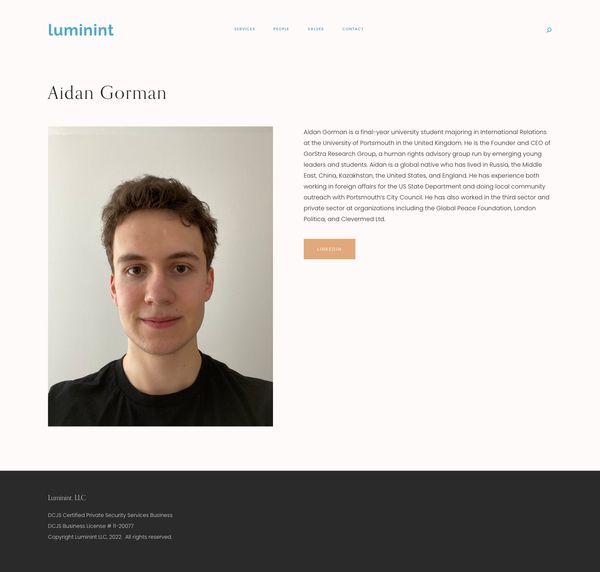 luminint
SERVICES PEOPLE VALUES CONTACT
Aidan Gorman
Aidan Gorman is a final-year university student majoring in International Relations
at the University of Portsmouth in the United Kingdom. He is the Founder and CEO of
GorStra Research Group, a human rights advisory group run by emerging young
leaders and students. Aidan is a global native who has lived in Russia, the Middle
East, China, Kazakhstan, the United States, and England. He has experience both
working in foreign affairs for the US State Department and doing local community
outreach with Portsmouth's City Council. He has also worked in the third sector and
private sector at organizations including the Global Peace Foundation, London
Politica, and Clevermed Ltd.
LINKEDIN
Luminint, LLC
DCJS Certified Private Security Services Business
DCJS Business License # 11-20077
Copyright Luminint LLC, 2022. All rights reserved.